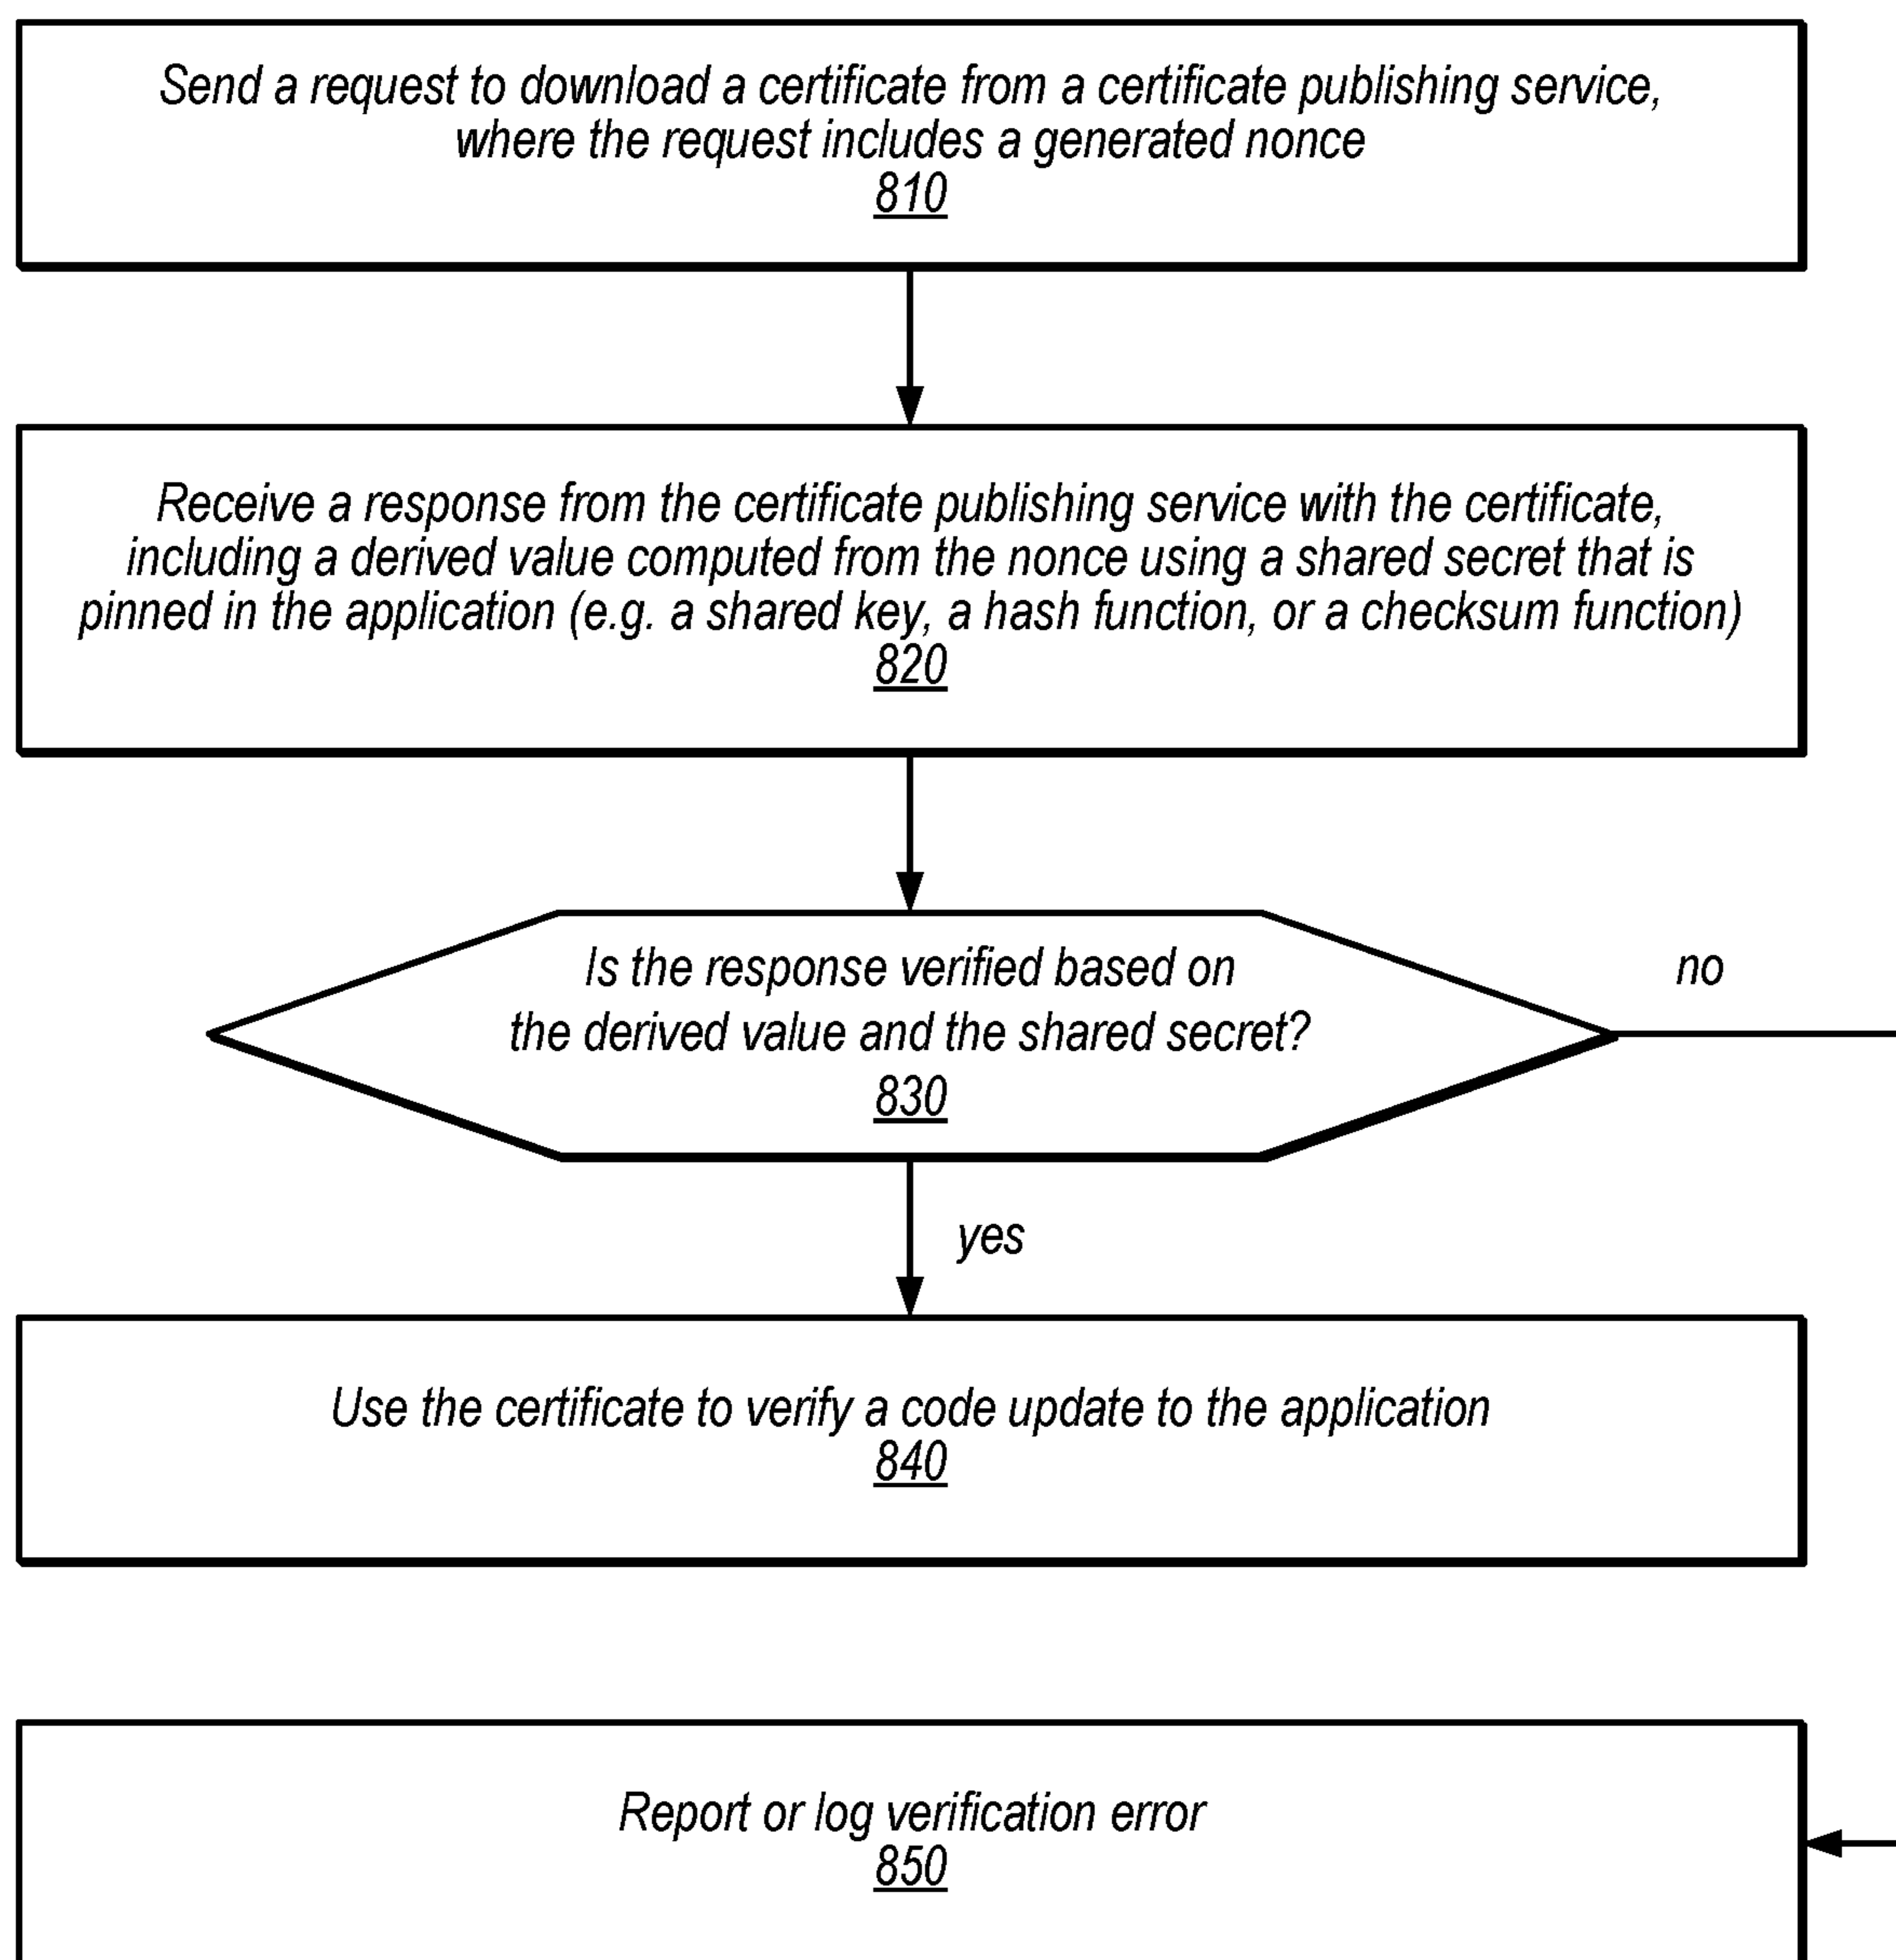 Send a request to download a certificate from a certificate publishing service,
where the request includes a generated nonce
810
Receive a response from the certificate publishing service with the certificate,
including a derived value computed from the nonce using a shared secret that is
pinned in the application (e.g. a shared key, a hash function, or a checksum function)
820
Is the response verified based on
the derived value and the shared secret?
830
no
yes
Use the certificate to verify a code update to the application
840
Report or log verification error
850